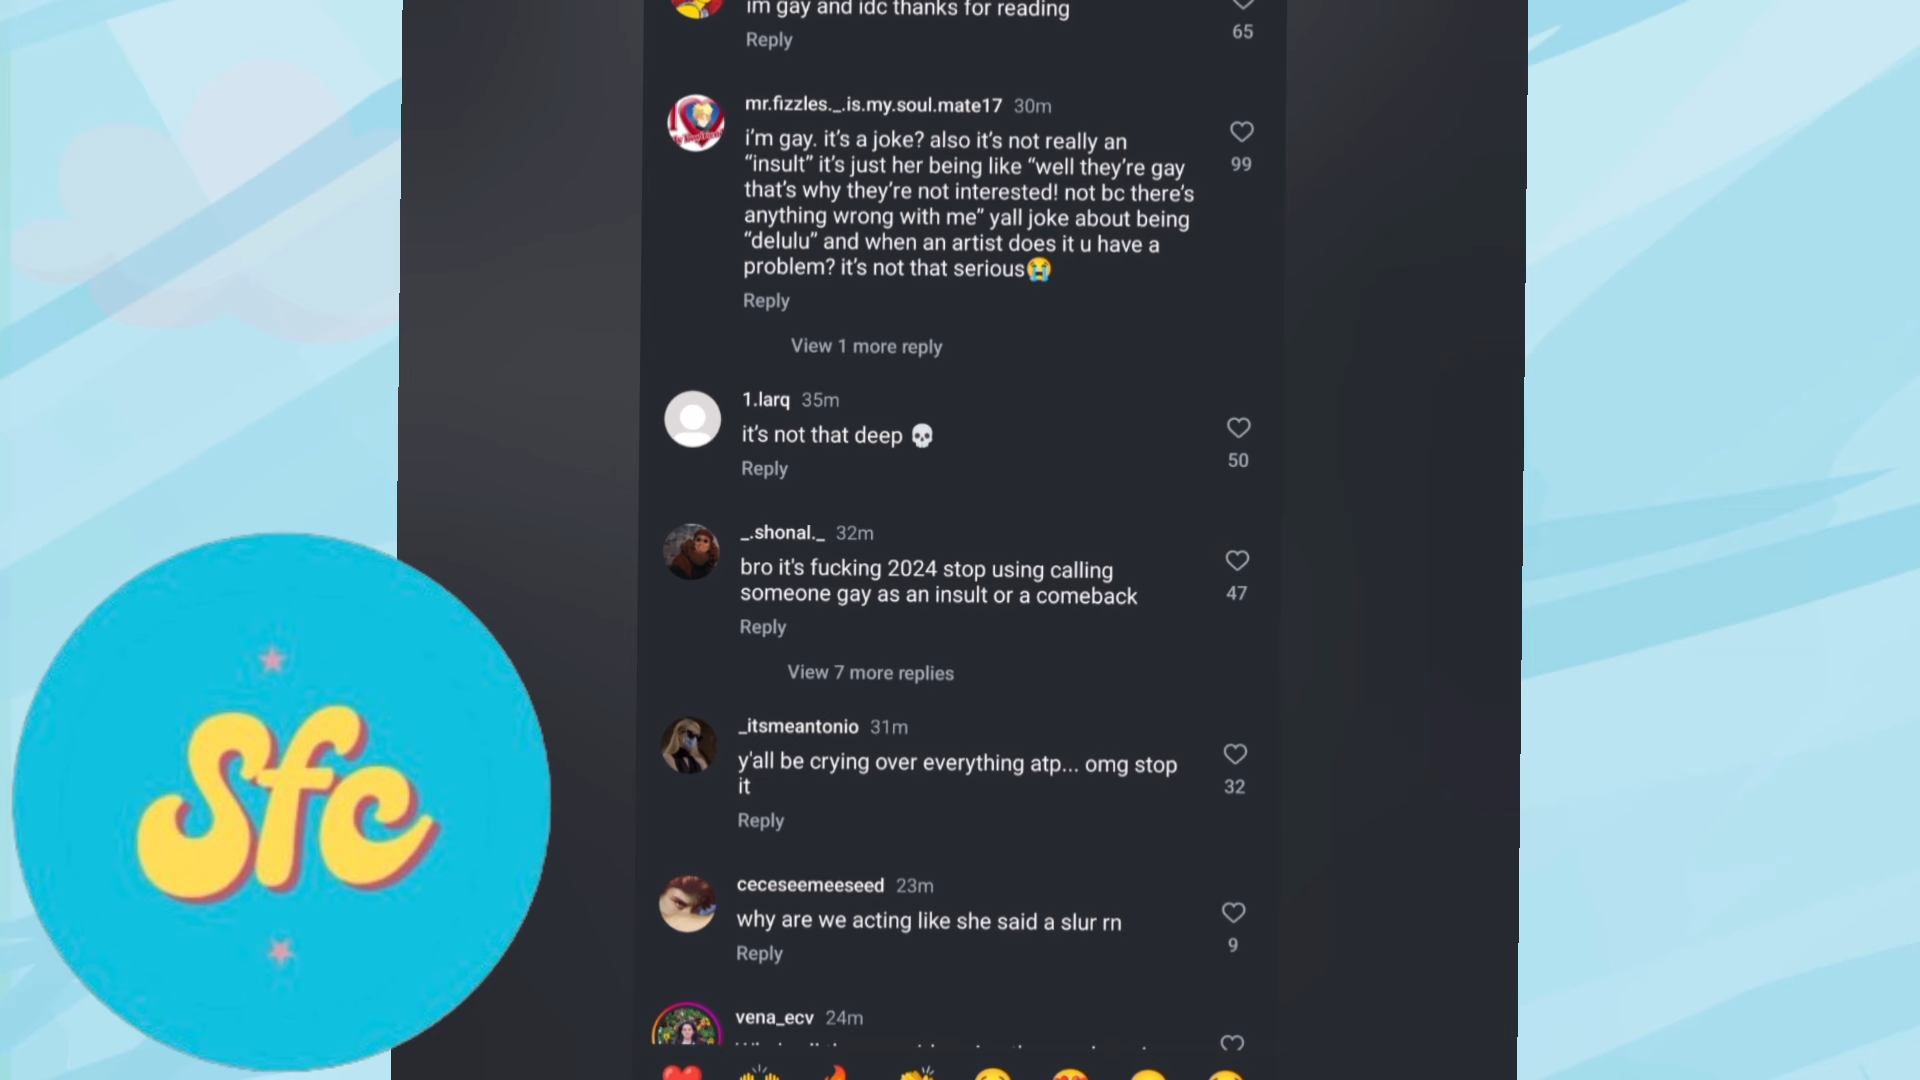 im gay and idc thanks for reading
65
Reply
mr.fizzles._.is.my.soul.mate17 30m
i'm gay. it's a joke? also it's not really an
“insult” it's just her being like “well they're gay
99
that's why they're not interested! not bc there's
anything wrong with me” yall joke about being
“delulu” and when an artist does it u have a
problem? it's not that serious😭
Reply
View 1 more reply
1.larq 35m
it's not that deep 💀
50
Reply
_.shonal._ 32m
bro it's fucking 2024 stop using calling
someone gay as an insult or a comeback
47
Reply
View 7 more replies
_itsmeantonio 31m
y'all be crying over everything atp... omg stop
it
32
Reply
ceceseemeeseed 23m
why are we acting like she said a slur rn
9
Reply
vena_ecv 24m
Sfc